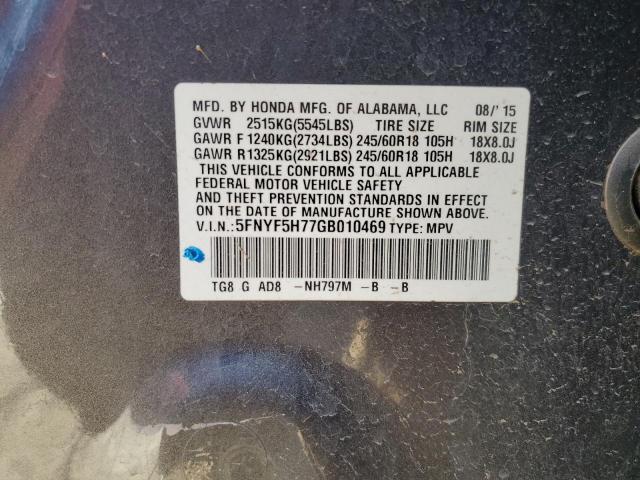 MFD. BY HONDA MFG. OF ALABAMA, LLC 08/'15
GVWR 2515KG(5545LBS) TIRE SIZE RIM SIZE
GAWR F 1240KG(2734LBS) 245/60R18 105H 18X8.0J
GAWR R1325KG(2921LBS) 245/60R18 105H 18X8.0J
THIS VEHICLE CONFORMS TO ALL APPLICABLE
FEDERAL MOTOR VEHICLE SAFETY
AND THEFT PREVENTION STANDARDS IN EFFECT
ON THE DATE OF MANUFACTURE SHOWN ABOVE.
V.I.N.:5FNYF5H77GB010469 TYPE: MPV
TG8 G AD8 -NH797M -B -B